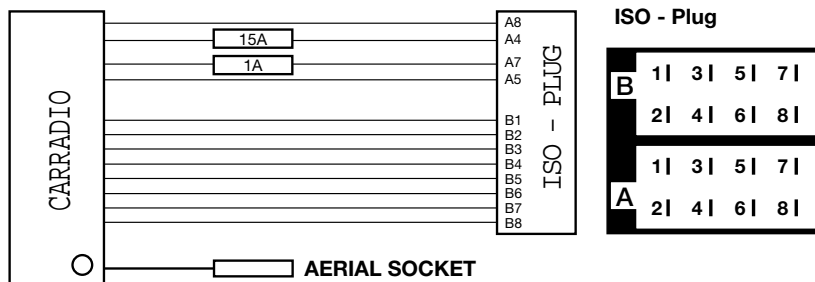 ISO - Plug
A8
A4
15A
A7
1A
A5
B1
B2
B3
B4
B5
B6
B7
B8
CARRADIO
ISO - PLUG
AERIAL SOCKET
B
1 3 5 7
2 4 6 8
A
1 3 5 7
2 4 6 8